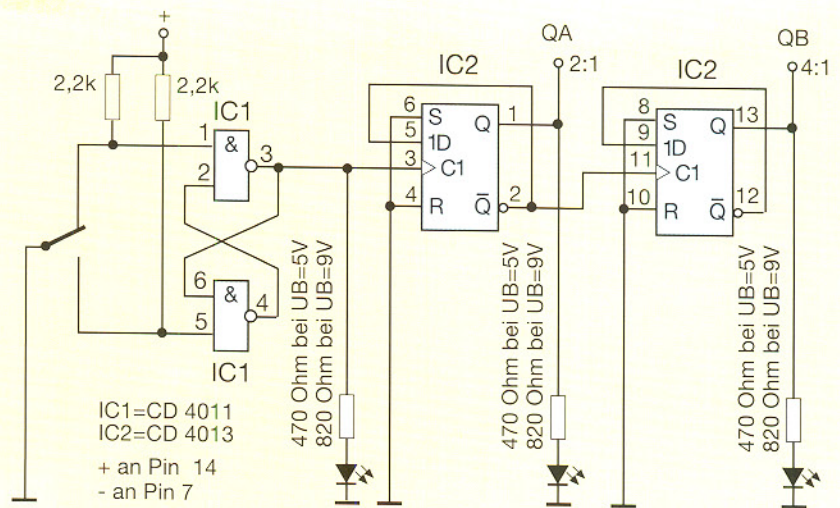 +
2,2k
2,2k
IC1
1
2
&
3
6
5
&
4
IC1
IC1=CD 4011
IC2=CD 4013
+ an Pin 14
- an Pin 7
470 Ohm bei UB=5V
820 Ohm bei UB=9V
IC2
6
5
3
4
S
1D
C1
R
Q
Q̅
1
2
QA
2:1
470 Ohm bei UB=5V
820 Ohm bei UB=9V
IC2
8
9
11
10
S
1D
C1
R
Q
Q̅
13
12
QB
4:1
470 Ohm bei UB=5V
820 Ohm bei UB=9V